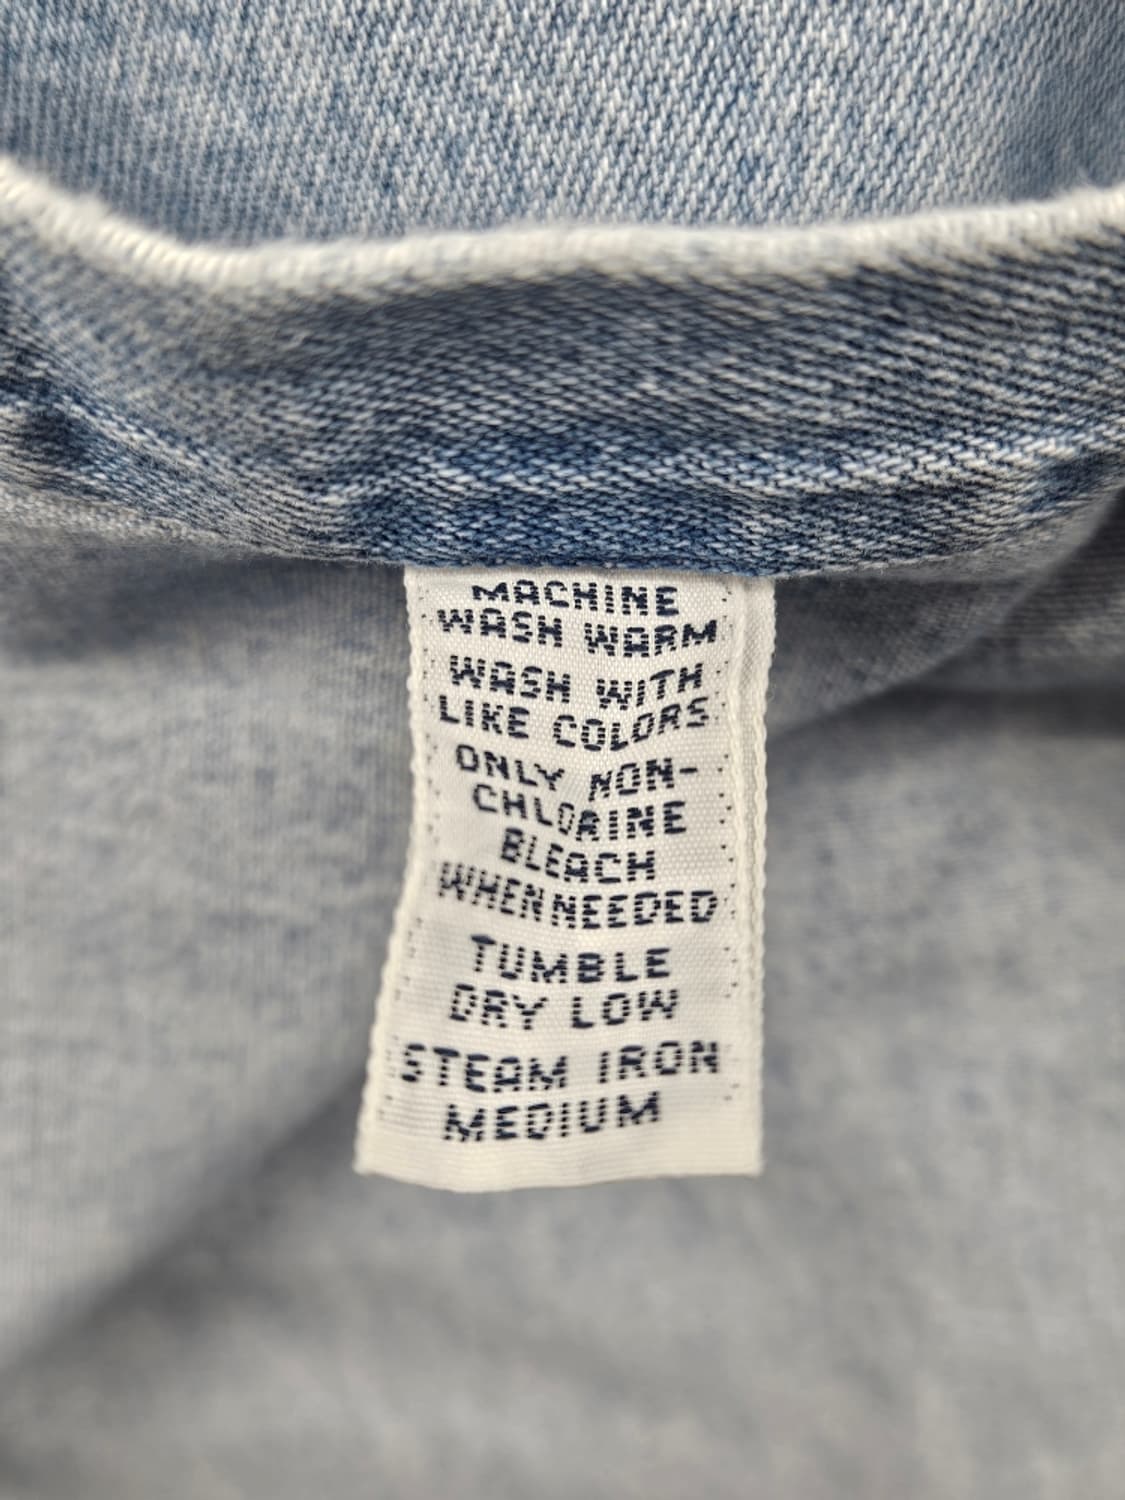 MACHINE
WASH WARM
WASH WITH
LIKE COLORS
ONLY NON-
CHLORINE
BLEACH
WHEN NEEDED
TUMBLE
DRY LOW
STEAM IRON
MEDIUM